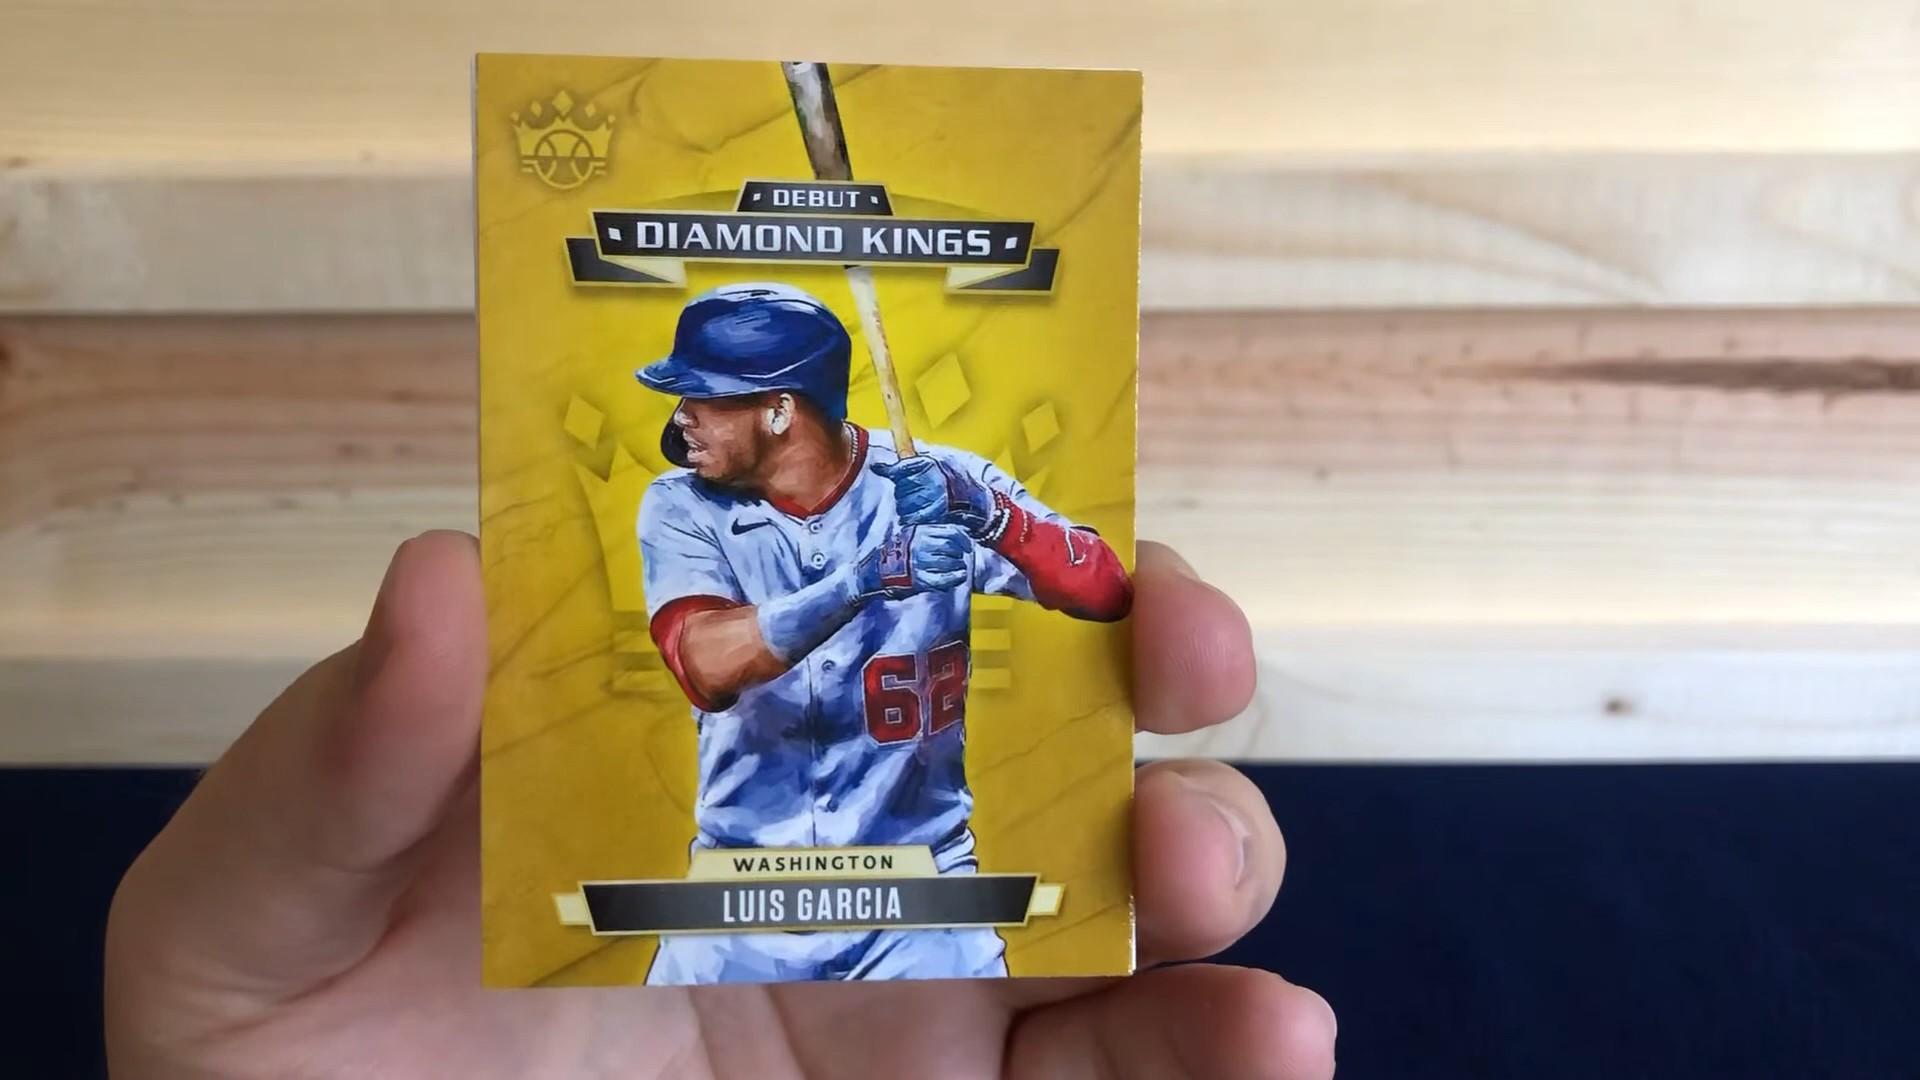 DEBUT
DIAMOND KINGS
62
WASHINGTON
LUIS GARCIA